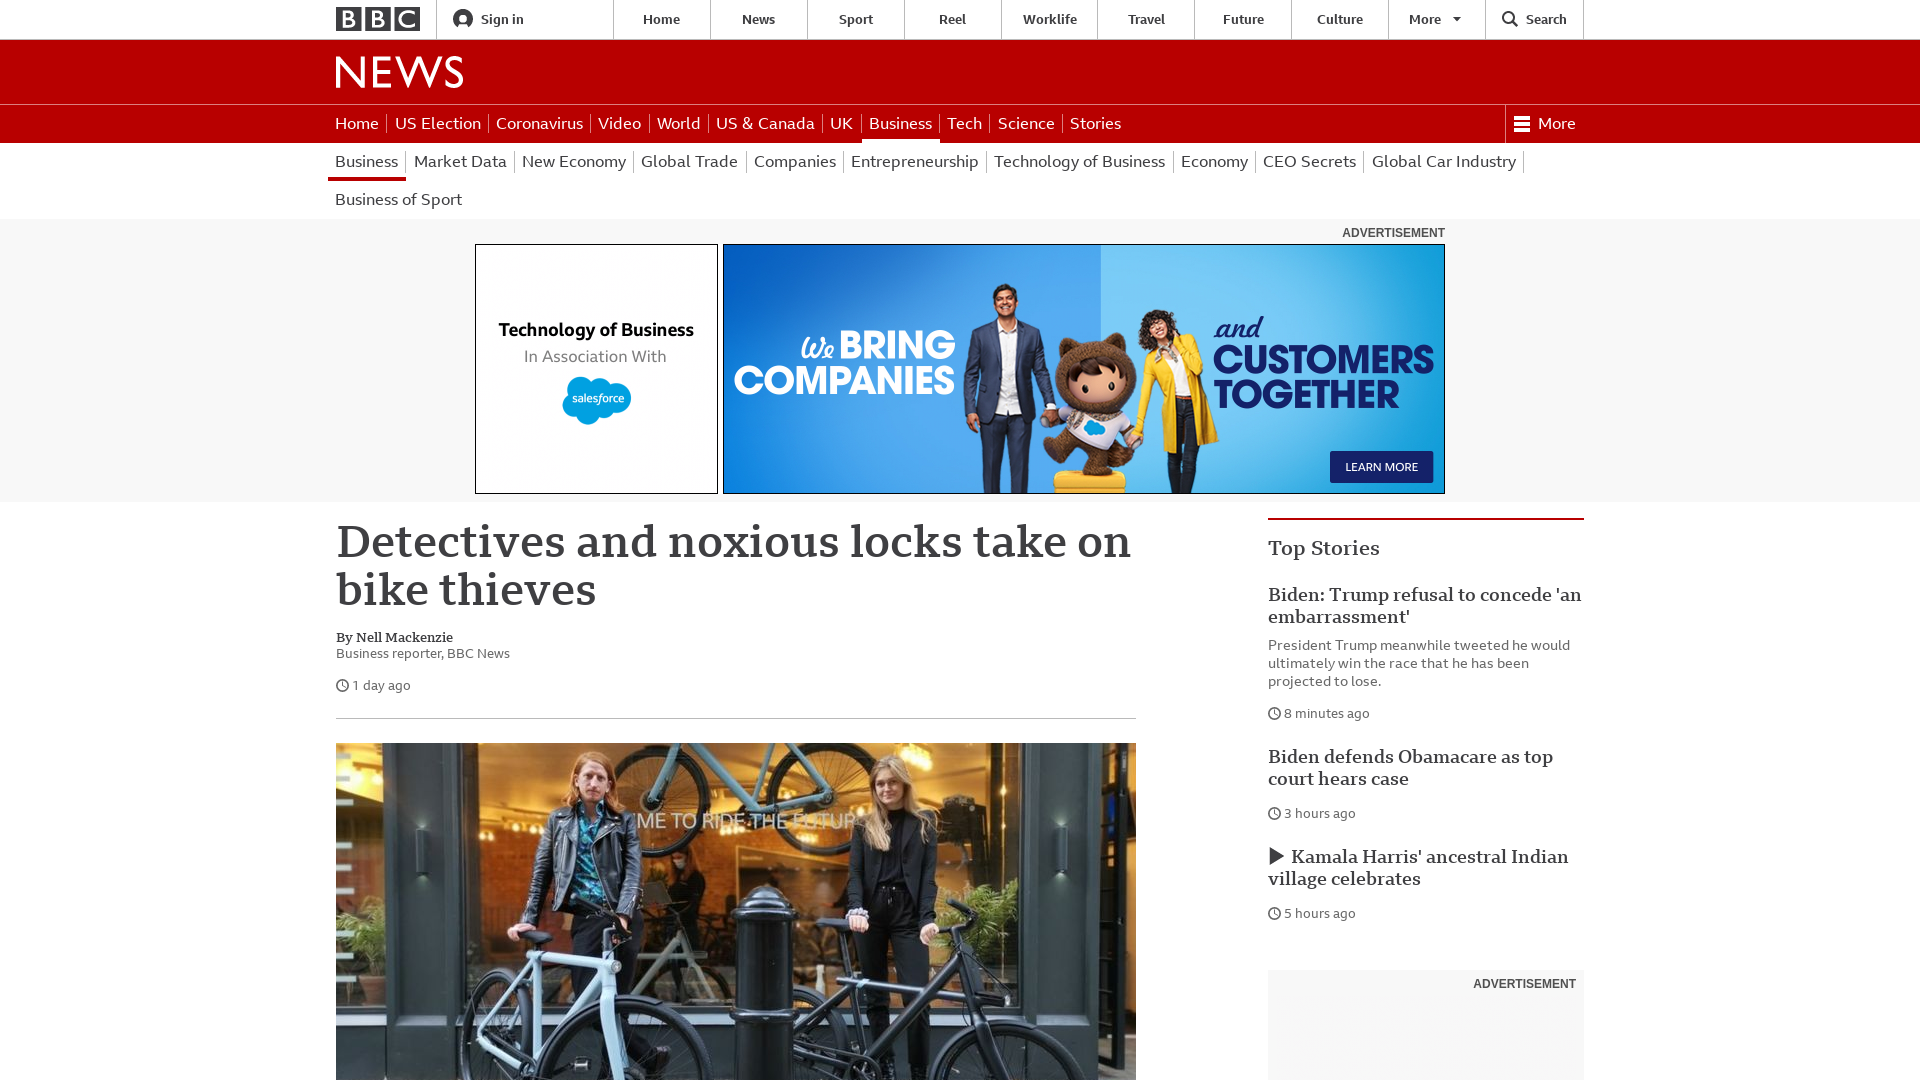 BBC
Sign in
Home
News
Sport
Reel
Worklife
Travel
Future
Culture
More
Search
NEWS
Home
US Election
Coronavirus
Video
World
US & Canada
UK
Business
Tech
Science
Stories
More
Business
Market Data
New Economy
Global Trade
Companies
Entrepreneurship
Technology of Business
Economy
CEO Secrets
Global Car Industry
Business of Sport
ADVERTISEMENT
Technology of Business
In Association With
salesforce
We BRING
COMPANIES
and
CUSTOMERS
TOGETHER
LEARN MORE
Detectives and noxious locks take on
bike thieves
By Nell Mackenzie
Business reporter, BBC News
1 day ago
ME TO RIDE THE FUTUR
Top Stories
Biden: Trump refusal to concede 'an
embarrassment'
President Trump meanwhile tweeted he would
ultimately win the race that he has been
projected to lose.
8 minutes ago
Biden defends Obamacare as top
court hears case
3 hours ago
Kamala Harris' ancestral Indian
village celebrates
5 hours ago
ADVERTISEMENT